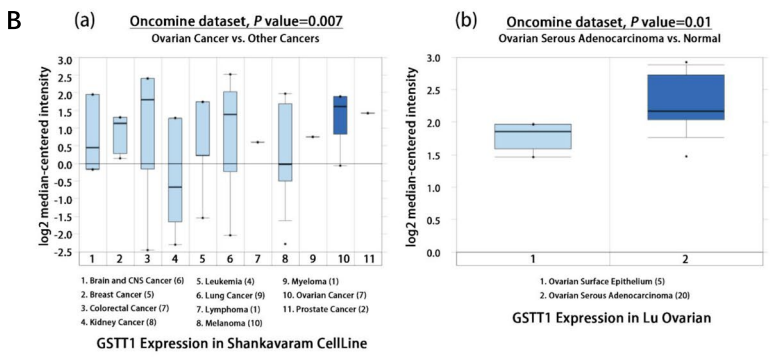 B
(a)
Oncomine dataset, P value=0.007
Ovarian Cancer vs. Other Cancers
log2 median-centered intensity
3.0
2.5
2.0
1.5
1.0
0.5
0.0
-0.5
-1.0
-1.5
-2.0
-2.5
1 2 3 4 5 6 7 8 9 10 11
1. Brain and CNS Cancer (6) 5. Leukemia (4) 9. Myeloma (1)
2. Breast Cancer (5) 6. Lung Cancer (9) 10. Ovarian Cancer (7)
3. Colorectal Cancer (7) 7. Lymphoma (1) 11. Prostate Cancer (2)
4. Kidney Cancer (8) 8. Melanoma (10)
GSTT1 Expression in Shankavaram CellLine
(b)
Oncomine dataset, P value=0.01
Ovarian Serous Adenocarcinoma vs. Normal
log2 median-centered intensity
3.0
2.5
2.0
1.5
1.0
0.5
0.0
1 2
1. Ovarian Surface Epithelium (5)
2. Ovarian Serous Adenocarcinoma (20)
GSTT1 Expression in Lu Ovarian